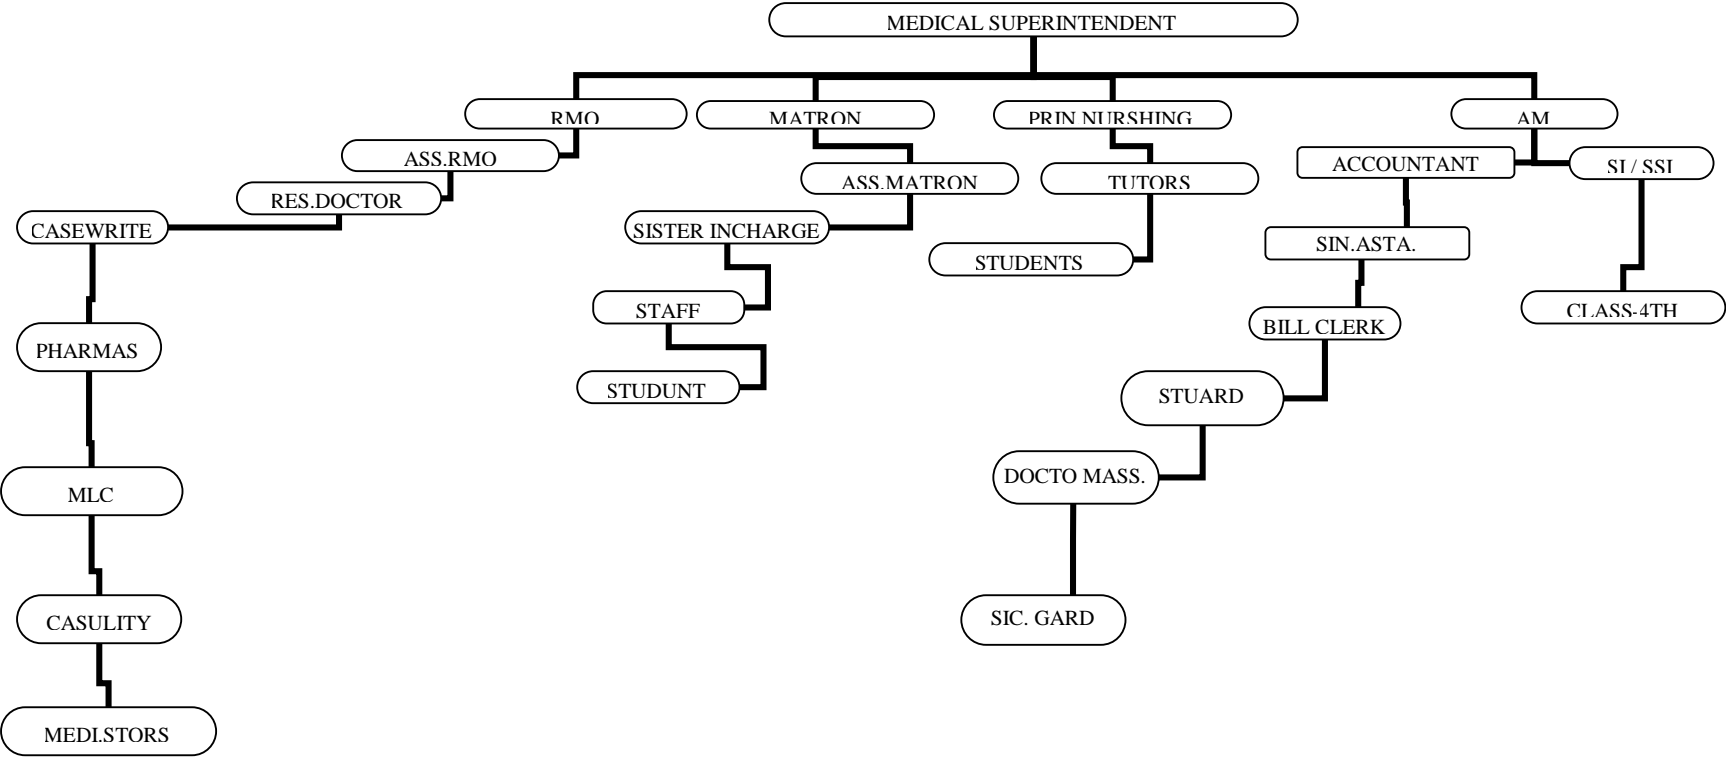 MEDICAL SUPERINTENDENT
RMO
MATRON
PRIN NURSHING
AM
ASS.RMO
ACCOUNTANT
SI / SSI
ASS.MATRON
TUTORS
RES.DOCTOR
CASEWRITE
SISTER INCHARGE
SIN.ASTA.
STUDENTS
STAFF
CLASS-4TH
BILL CLERK
PHARMAS
STUDUNT
STUARD
DOCTO MASS.
MLC
SIC. GARD
CASULITY
MEDI.STORS